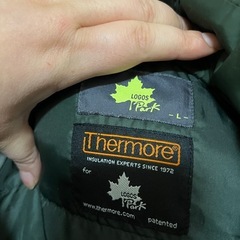 LOGOS
Park
- L -
Thermore®
INSULATION EXPERTS SINCE 1972
for
LOGOS
Park
www.thermore.com patented